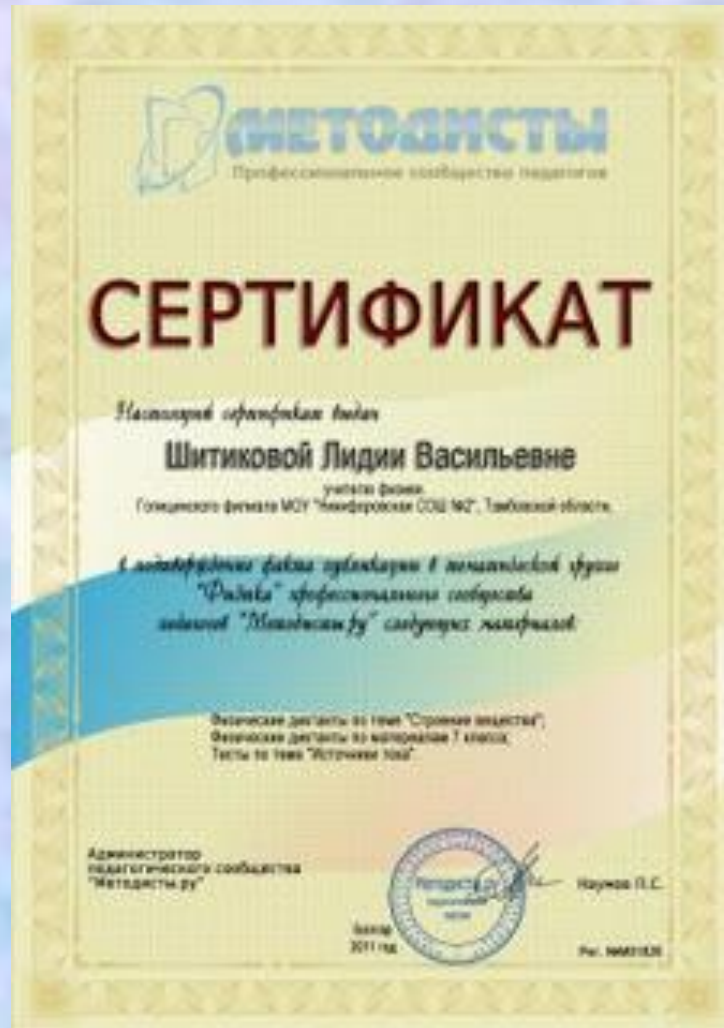 МЕТОДИСТЫ
Профессиональное сообщество педагогов
СЕРТИФИКАТ
Настоящий сертификат выдан
Шитиковой Лидии Васильевне
учителю физики
Голицинского филиала МОУ "Никифоровская СОШ №2", Тамбовской области,
в подтверждение факта публикации в тематической группе
"Физика" профессионального сообщества
педагогов "Методисты.ру" следующих материалов:
Физические диктанты по теме "Строение вещества";
Физические диктанты по материалам 7 класса;
Тесты по теме "Источники тока"
Администратор
педагогического сообщества
"Методисты.ру"
Методисты.ру
Наумов П.С.
2011 год
Рег.